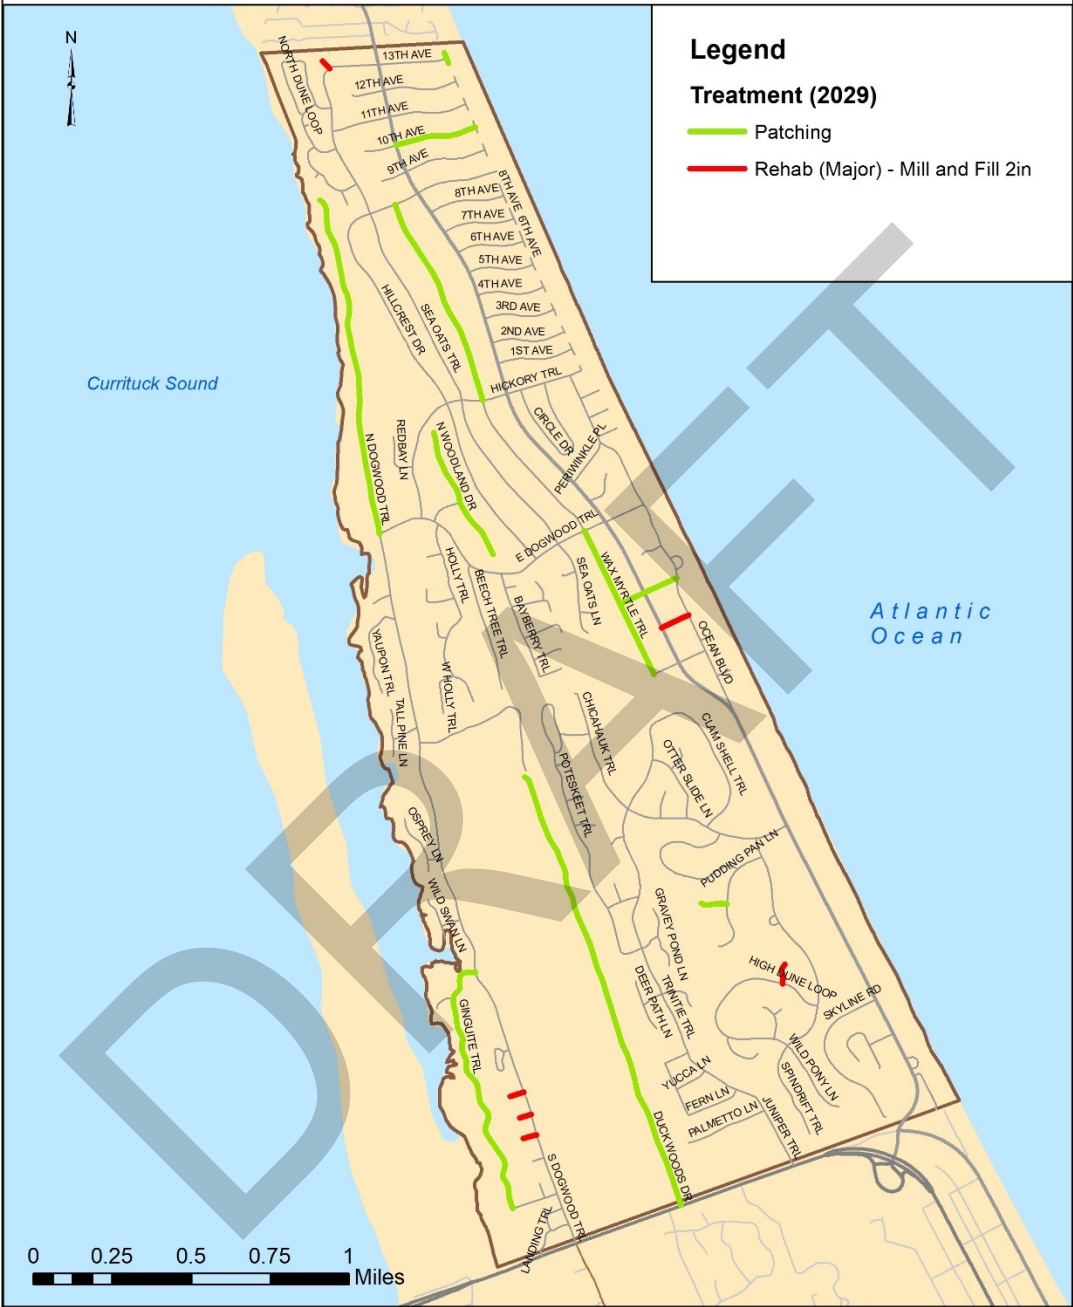 N
Legend
Treatment (2029)
Patching
Rehab (Major) - Mill and Fill 2in
NORTH DUNE LOOP
13TH AVE
12TH AVE
11TH AVE
10TH AVE
9TH AVE
8TH AVE
8TH AVE
7TH AVE
6TH AVE
6TH AVE
5TH AVE
4TH AVE
3RD AVE
2ND AVE
1ST AVE
HICKORY TRL
HILLCREST DR
SEA OATS TRL
Currituck Sound
CIRCLE DR
PERIWINKLE PL
REDBAY LN
N WOODLAND DR
N DOGWOOD TRL
E DOGWOOD TRL
HOLLY TRL
BEECH TREE TRL
BAYBERRY TRL
SEA OATS LN
WAX MYRTLE TRL
OCEAN BLVD
Atlantic
Ocean
YAUPON TRL
W HOLLY TRL
TALL PINE LN
CHICAHAUK TRL
POTESKEET TRL
OTTER SLIDE LN
CLAM SHELL TRL
OSPREY LN
PUDDING PAN LN
WILD SWAN LN
GRAVEY POND LN
TRINITIE TRL
DEER PATH LN
HIGH DUNE LOOP
SKYLINE RD
GINGUITE TRL
WILD PONY LN
SPINDRIFT TRL
YUCCA LN
FERN LN
PALMETTO LN
JUNIPER TRL
DUCK WOODS DR
S DOGWOOD TRL
LANDING TRL
0 0.25 0.5 0.75 1
Miles
DRAFT